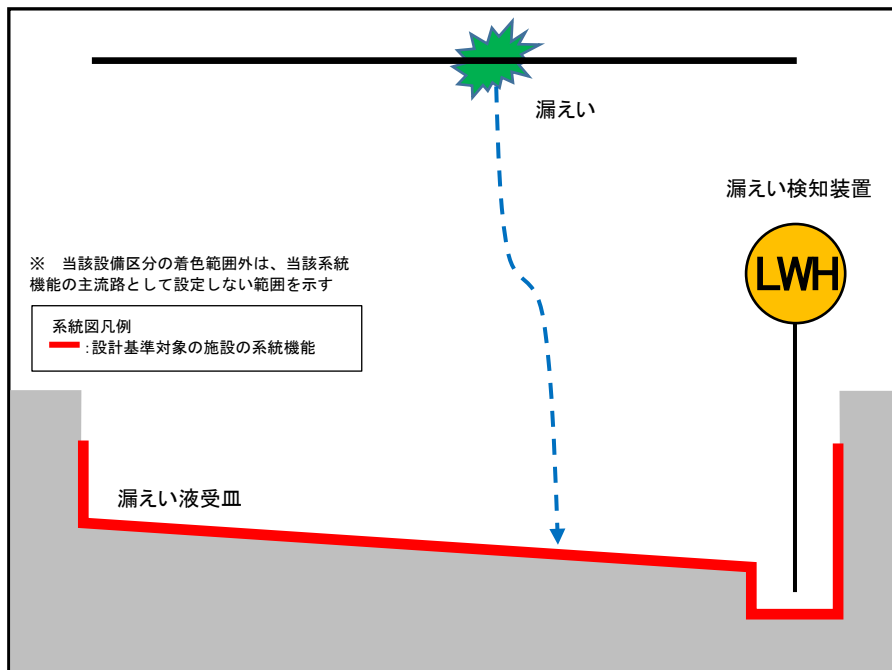 漏えい
漏えい検知装置
LWH
※　当該設備区分の着色範囲外は、当該系統
機能の主流路として設定しない範囲を示す
系統図凡例
:設計基準対象の施設の系統機能
漏えい液受皿